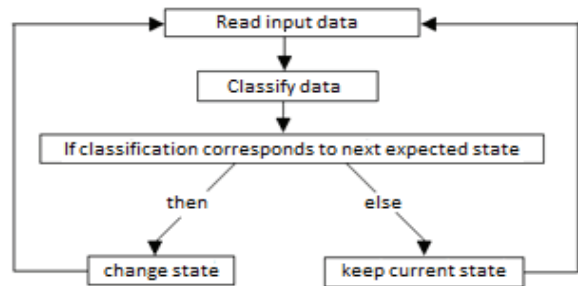 Read input data
Classify data
If classification corresponds to next expected state
then
else
change state
keep current state